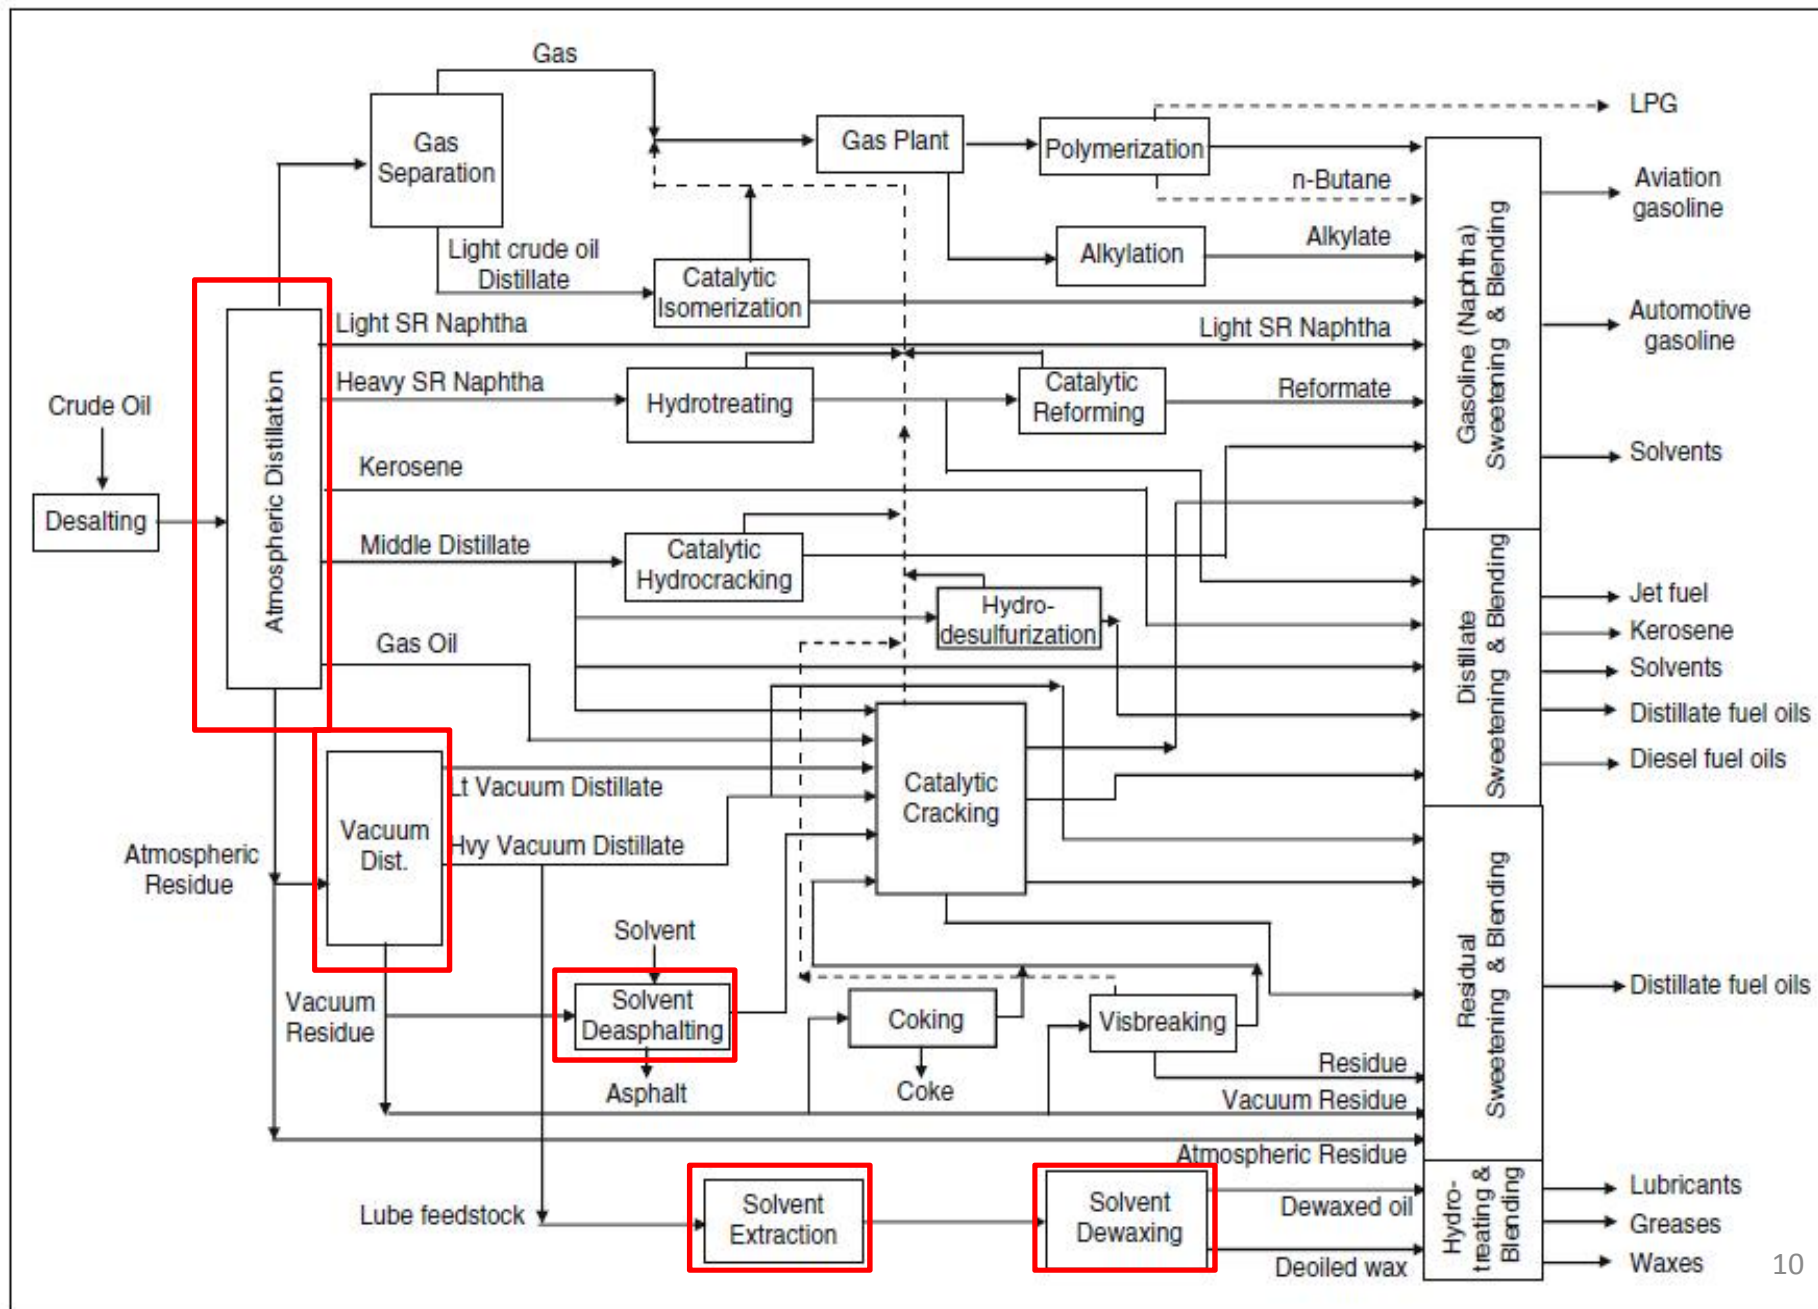 Gas
LPG
Gas
Separation
Gas Plant
Polymerization
n-Butane
Aviation
gasoline
Light crude oil
Distillate
Catalytic
Isomerization
Alkylation
Alkylate
Gasoline (Naphtha)
Sweetening & Blending
Light SR Naphtha
Light SR Naphtha
Automotive
gasoline
Heavy SR Naphtha
Hydrotreating
Catalytic
Reforming
Reformate
Crude Oil
Atmospheric Distillation
Kerosene
Solvents
Desalting
Middle Distillate
Catalytic
Hydrocracking
Hydro-
desulfurization
Distillate
Sweetening & Blending
Jet fuel
Kerosene
Gas Oil
Solvents
Distillate fuel oils
Diesel fuel oils
Lt Vacuum Distillate
Catalytic
Cracking
Vacuum
Dist.
Hvy Vacuum Distillate
Atmospheric
Residue
Residual
Sweetening & Blending
Solvent
Distillate fuel oils
Vacuum
Residue
Solvent
Deasphalting
Coking
Visbreaking
Residue
Asphalt
Coke
Vacuum Residue
Atmospheric Residue
Lube feedstock
Solvent
Extraction
Solvent
Dewaxing
Dewaxed oil
Deoiled wax
Hydro-
treating &
Blending
Lubricants
Greases
Waxes
10